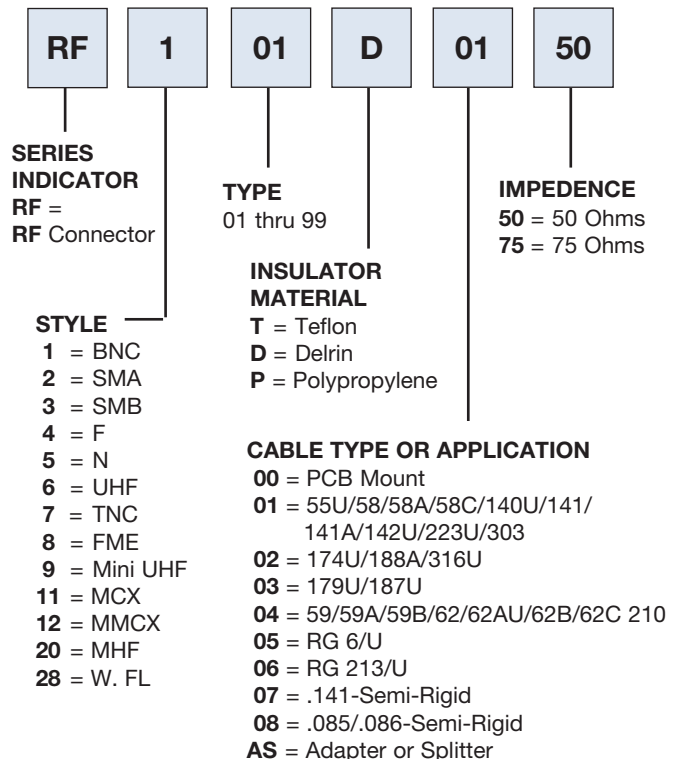 RF 1 01 D 01 50
SERIES
INDICATOR
RF =
RF Connector
TYPE
01 thru 99
IMPEDENCE
50 = 50 Ohms
75 = 75 Ohms
INSULATOR
MATERIAL
T = Teflon
D = Delrin
P = Polypropylene
STYLE
1 = BNC
2 = SMA
3 = SMB
4 = F
5 = N
6 = UHF
7 = TNC
8 = FME
9 = Mini UHF
11 = MCX
12 = MMCX
20 = MHF
28 = W. FL
CABLE TYPE OR APPLICATION
00 = PCB Mount
01 = 55U/58/58A/58C/140U/141/
141A/142U/223U/303
02 = 174U/188A/316U
03 = 179U/187U
04 = 59/59A/59B/62/62AU/62B/62C 210
05 = RG 6/U
06 = RG 213/U
07 = .141-Semi-Rigid
08 = .085/.086-Semi-Rigid
AS = Adapter or Splitter